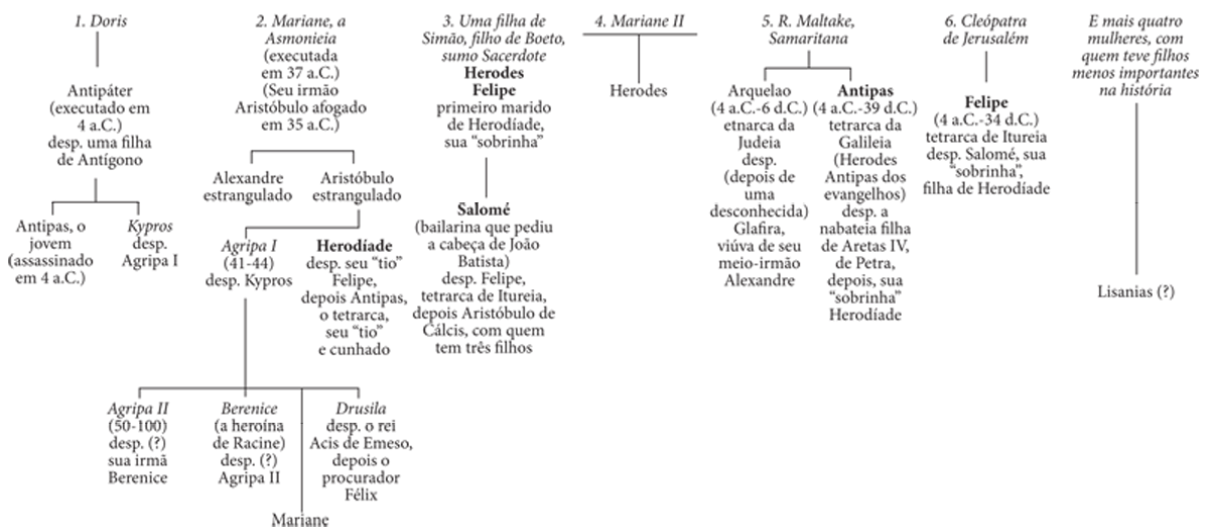 1. Doris
Antipáter
(executado em
4 a.C.)
desp. uma filha
de Antígono
Antipas, o
jovem
(assassinado
em 4 a.C.)
Kypros
desp.
Agripa I
2. Mariane, a
Asmonieia
(executada
em 37 a.C.)
(Seu irmão
Aristóbulo afogado
em 35 a.C.)
Alexandre
estrangulado
Aristóbulo
estrangulado
Agripa I
(41-44)
desp. Kypros
Herodíade
desp. seu “tio”
Felipe,
depois Antipas,
o tetrarca,
seu “tio”
e cunhado
Agripa II
(50-100)
desp. (?)
sua irmã
Berenice
Berenice
(a heroína
de Racine)
desp. (?)
Agripa II
Mariane
Drusila
desp. o rei
Acis de Emeso,
depois o
procurador
Félix
3. Uma filha de
Simão, filho de Boeto,
sumo Sacerdote
Herodes
Felipe
primeiro marido
de Herodíade,
sua “sobrinha”
Salomé
(bailarina que pediu
a cabeça de João
Batista)
desp. Felipe,
tetrarca de Itureia,
depois Aristóbulo de
Cálcis, com quem
tem três filhos
4. Mariane II
Herodes
5. R. Maltake,
Samaritana
Arquelao
(4 a.C.-6 d.C.)
etnarca da
Judeia
desp.
(depois de
uma
desconhecida)
Glafira,
viúva de seu
meio-irmão
Alexandre
Antipas
(4 a.C.-39 d.C.)
tetrarca da
Galileia
(Herodes
Antipas dos
evangelhos)
desp. a
nabateia filha
de Aretas IV,
de Petra,
depois, sua
“sobrinha”
Herodíade
6. Cleópatra
de Jerusalém
Felipe
(4 a.C.-34 d.C.)
tetrarca de Itureia
desp. Salomé, sua
“sobrinha”,
filha de Herodíade
E mais quatro
mulheres, com
quem teve filhos
menos importantes
na história
Lisanias (?)